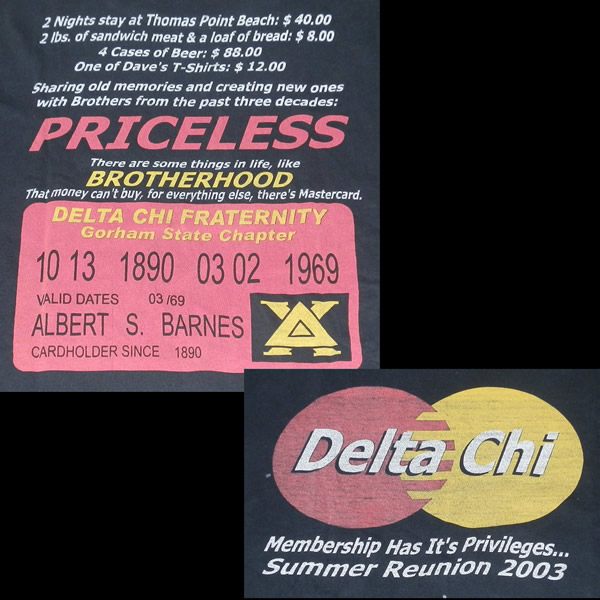 2 Nights stay at Thomas Point Beach: $ 40.00
2 lbs. of sandwich meat & a loaf of bread: $ 8.00
4 Cases of Beer: $ 88.00
One of Dave's T-Shirts: $ 12.00
Sharing old memories and creating new ones
with Brothers from the past three decades:
PRICELESS
There are some things in life, like
BROTHERHOOD
That money can't buy, for everything else, there's Mastercard.
DELTA CHI FRATERNITY
Gorham State Chapter
10 13 1890 03 02 1969
VALID DATES 03/69
ALBERT S. BARNES
CARDHOLDER SINCE 1890
Delta Chi
Membership Has It's Privileges...
Summer Reunion 2003